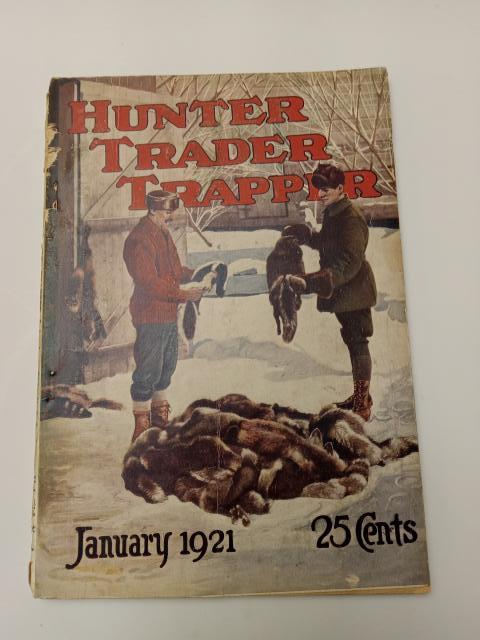 HUNTER
TRADER
TRAPPER
January 1921
25 Cents